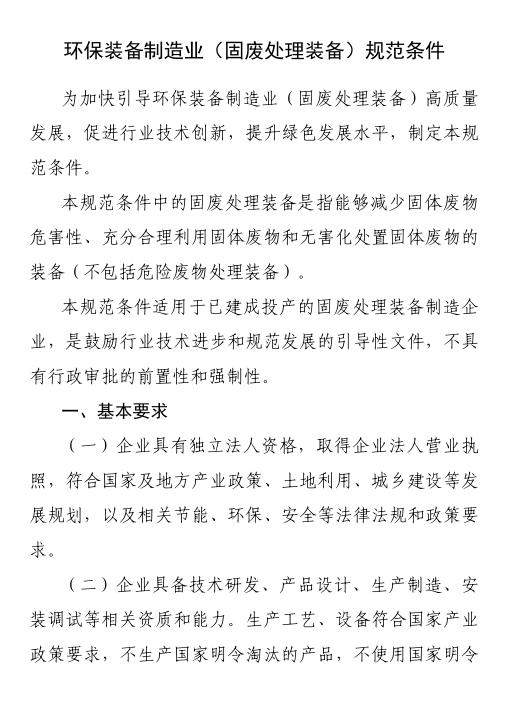 环保装备制造业（固废处理装备）规范条件
为加快引导环保装备制造业（固废处理装备）高质量
发展，促进行业技术创新，提升绿色发展水平，制定本规
范条件。
本规范条件中的固废处理装备是指能够减少固体废物
危害性、充分合理利用固体废物和无害化处置固体废物的
装备（不包括危险废物处理装备）。
本规范条件适用于已建成投产的固废处理装备制造企
业，是鼓励行业技术进步和规范发展的引导性文件，不具
有行政审批的前置性和强制性。
一、基本要求
（一）企业具有独立法人资格，取得企业法人营业执
照，符合国家及地方产业政策、土地利用、城乡建设等发
展规划，以及相关节能、环保、安全等法律法规和政策要
求。
（二）企业具备技术研发、产品设计、生产制造、安
装调试等相关资质和能力。生产工艺、设备符合国家产业
政策要求，不生产国家明令淘汰的产品，不使用国家明令